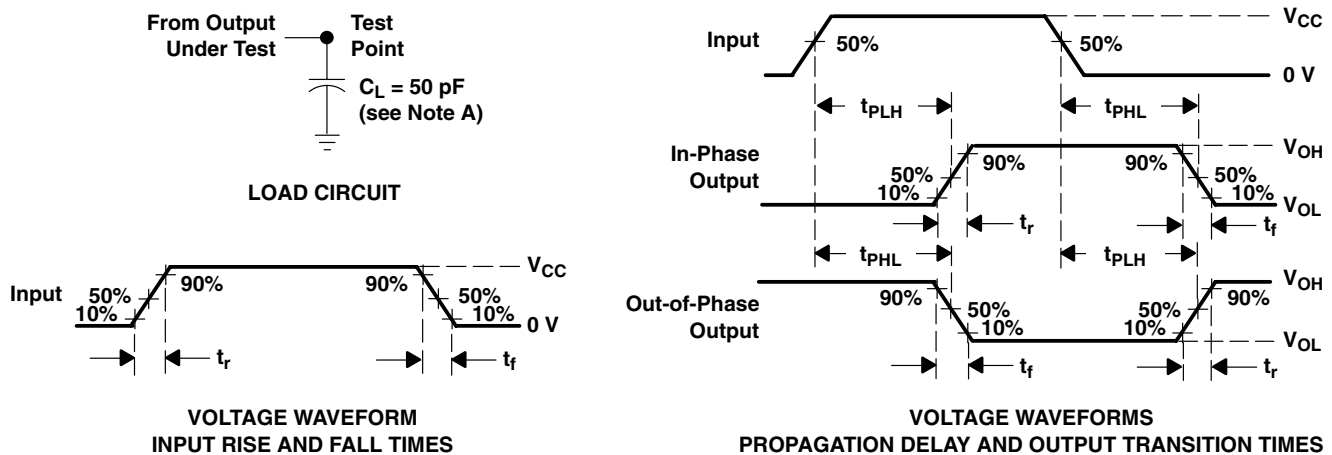 From Output
Under Test
Test
Point
C_L = 50 pF
(see Note A)
LOAD CIRCUIT
Input
50%
10%
90%
90%
50%
10%
V_CC
0 V
t_r
t_f
VOLTAGE WAVEFORM
INPUT RISE AND FALL TIMES
Input
50%
50%
V_CC
0 V
t_PLH
t_PHL
In-Phase
Output
50%
10%
90%
90%
50%
10%
V_OH
V_OL
t_r
t_f
t_PHL
t_PLH
Out-of-Phase
Output
90%
50%
10%
50%
10%
90%
V_OH
V_OL
t_f
t_r
VOLTAGE WAVEFORMS
PROPAGATION DELAY AND OUTPUT TRANSITION TIMES